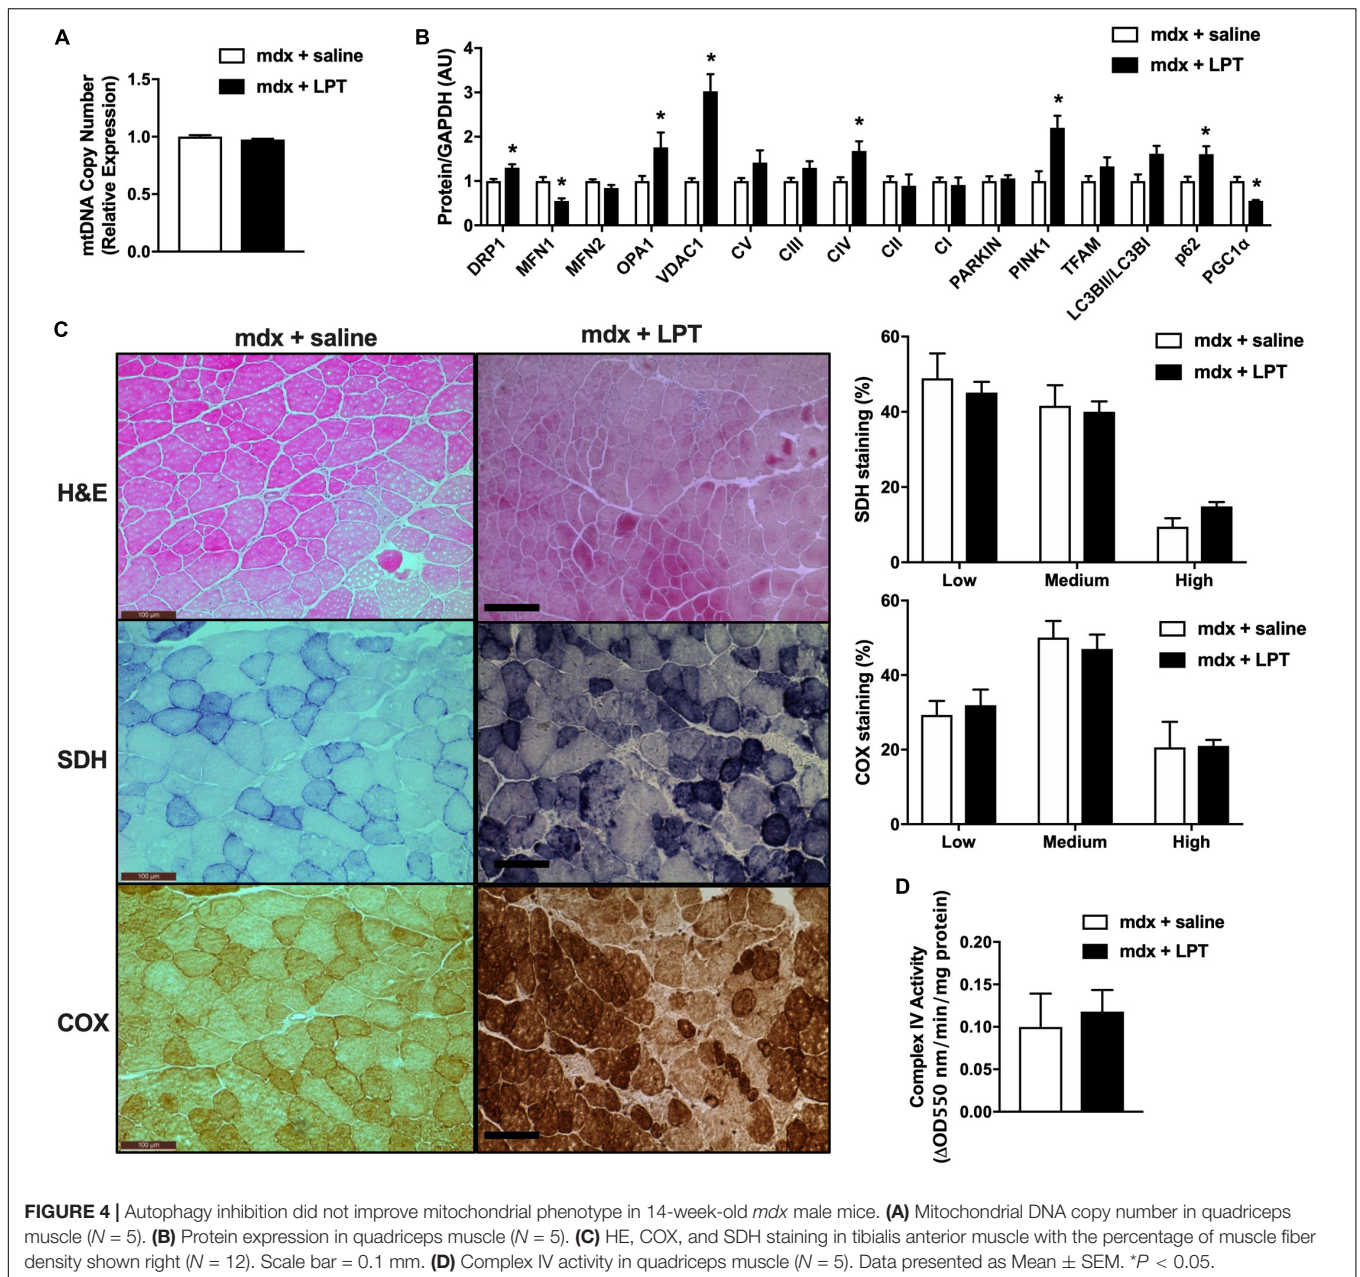 A
mdx + saline
mdx + LPT
mtDNA Copy Number
(Relative Expression)
1.5
1.0
0.5
0.0
B
mdx + saline
mdx + LPT
Protein/GAPDH (AU)
4
3
2
1
0
* * * * * * * *
DRP1 MFN1 MFN2 OPA1 VDAC1 CV CIII CIV CII CI PARKIN PINK1 TFAM LC3BII/LC3BI p62 PGC1α
C
mdx + saline mdx + LPT
H&E
100 µm
SDH
100 µm
COX
100 µm
mdx + saline
mdx + LPT
SDH staining (%)
60
40
20
0
Low Medium High
mdx + saline
mdx + LPT
COX staining (%)
60
40
20
0
Low Medium High
D
mdx + saline
mdx + LPT
Complex IV Activity
(ΔOD550 nm/min/mg protein)
0.20
0.15
0.10
0.05
0.00
FIGURE 4 | Autophagy inhibition did not improve mitochondrial phenotype in 14-week-old mdx male mice. (A) Mitochondrial DNA copy number in quadriceps
muscle (N = 5). (B) Protein expression in quadriceps muscle (N = 5). (C) HE, COX, and SDH staining in tibialis anterior muscle with the percentage of muscle fiber
density shown right (N = 12). Scale bar = 0.1 mm. (D) Complex IV activity in quadriceps muscle (N = 5). Data presented as Mean ± SEM. *P < 0.05.